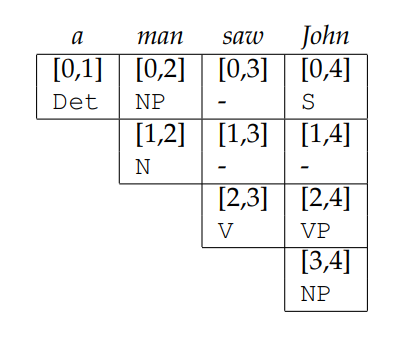 a man saw John
[0,1] [0,2] [0,3] [0,4]
Det NP - S
[1,2] [1,3] [1,4]
N - -
[2,3] [2,4]
V VP
[3,4]
NP